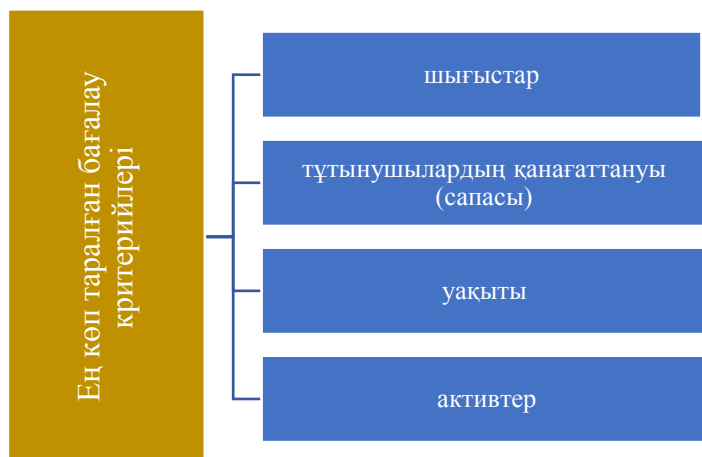 Ең көп таралған бағалау
критерийлері
шығыстар
тұтынушылардың қанағаттануы
(сапасы)
уақыты
активтер